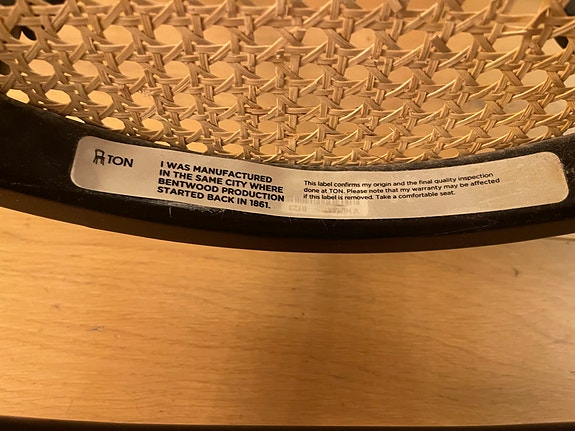 TON
I WAS MANUFACTURED
IN THE SAME CITY WHERE
BENTWOOD PRODUCTION
STARTED BACK IN 1861.
This label confirms my origin and the final quality inspection
done at TON. Please note that my warranty may be affected
if this label is removed. Take a comfortable seat.